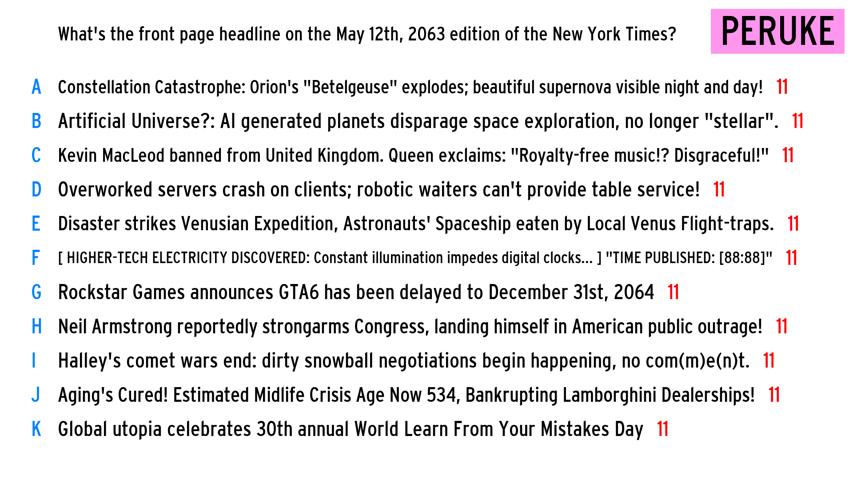 What's the front page headline on the May 12th, 2063 edition of the New York Times?
PERUKE
A Constellation Catastrophe: Orion's "Betelgeuse" explodes; beautiful supernova visible night and day! 11
B Artificial Universe?: AI generated planets disparage space exploration, no longer "stellar". 11
C Kevin MacLeod banned from United Kingdom. Queen exclaims: "Royalty-free music!? Disgraceful!" 11
D Overworked servers crash on clients; robotic waiters can't provide table service! 11
E Disaster strikes Venusian Expedition, Astronauts' Spaceship eaten by Local Venus Flight-traps. 11
F [ HIGHER-TECH ELECTRICITY DISCOVERED: Constant illumination impedes digital clocks... ] "TIME PUBLISHED: [88:88]" 11
G Rockstar Games announces GTA6 has been delayed to December 31st, 2064 11
H Neil Armstrong reportedly strongarms Congress, landing himself in American public outrage! 11
I Halley's comet wars end: dirty snowball negotiations begin happening, no com(m)e(n)t. 11
J Aging's Cured! Estimated Midlife Crisis Age Now 534, Bankrupting Lamborghini Dealerships! 11
K Global utopia celebrates 30th annual World Learn From Your Mistakes Day 11